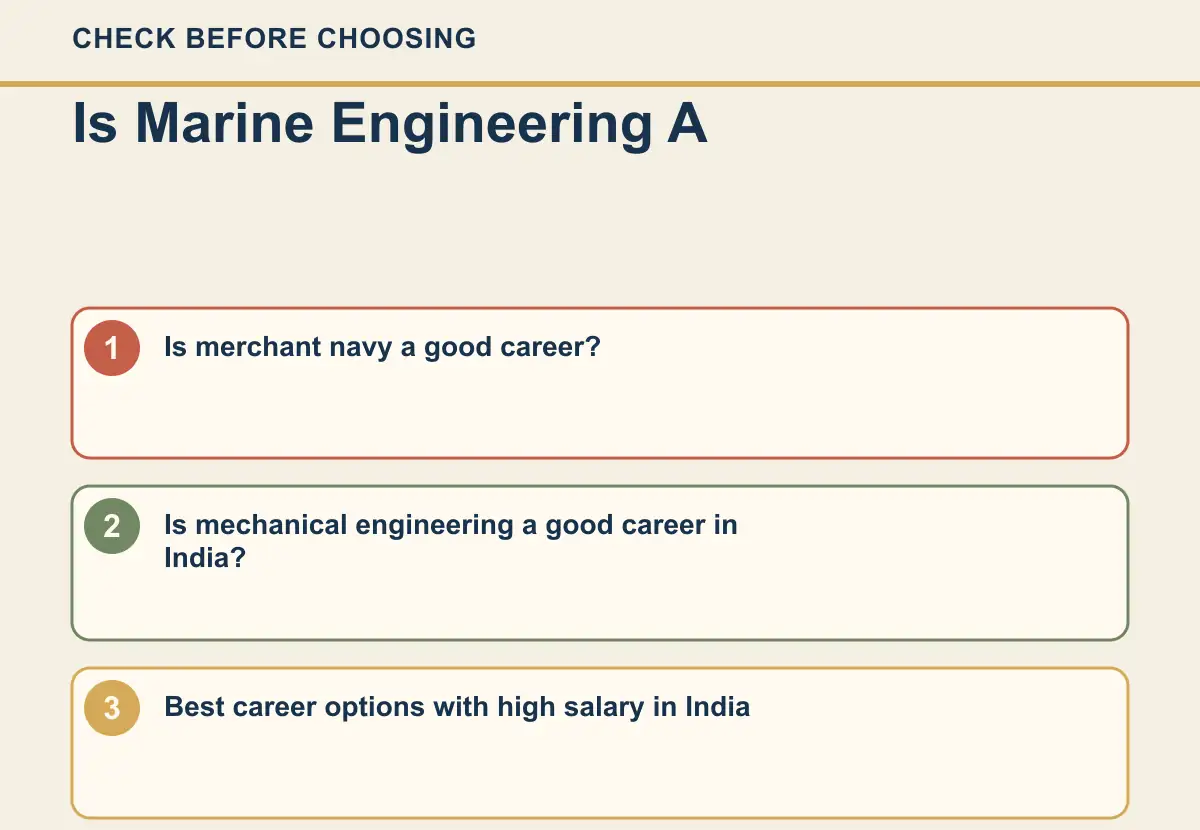 CHECK BEFORE CHOOSING
Is Marine Engineering A
1
Is merchant navy a good career?
2
Is mechanical engineering a good career in
India?
3
Best career options with high salary in India